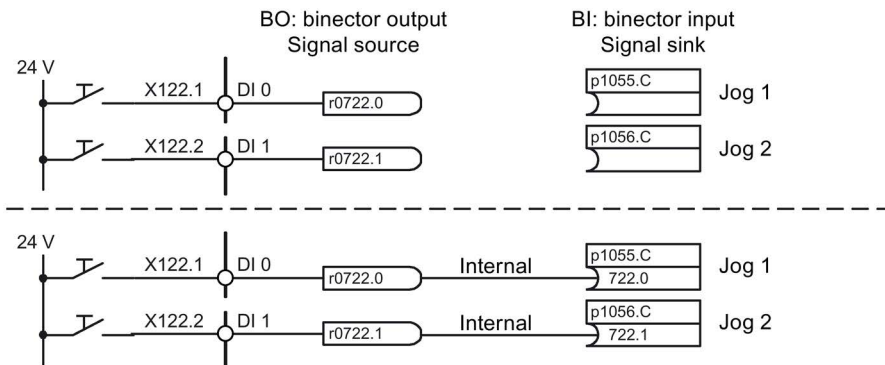 BO: binector output BI: binector input
Signal source Signal sink
24 V
X122.1 DI 0 r0722.0 p1055.C Jog 1
X122.2 DI 1 r0722.1 p1056.C Jog 2
24 V
X122.1 DI 0 r0722.0 Internal p1055.C 722.0 Jog 1
X122.2 DI 1 r0722.1 Internal p1056.C 722.1 Jog 2